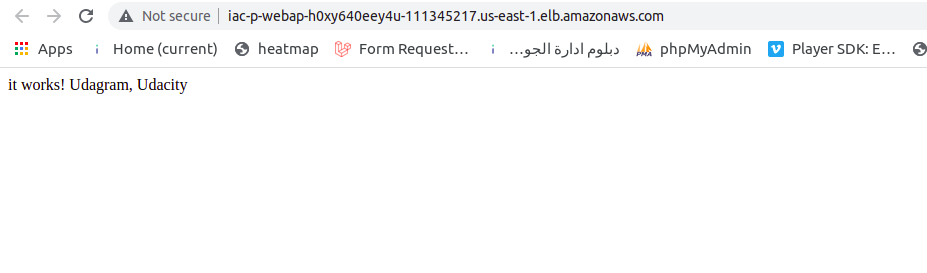 Not secure iac-p-webap-h0xy640eey4u-111345217.us-east-1.elb.amazonaws.com
Apps Home (current) heatmap Form Request… دبلوم ادارة الجو… phpMyAdmin Player SDK: E…
it works! Udagram, Udacity